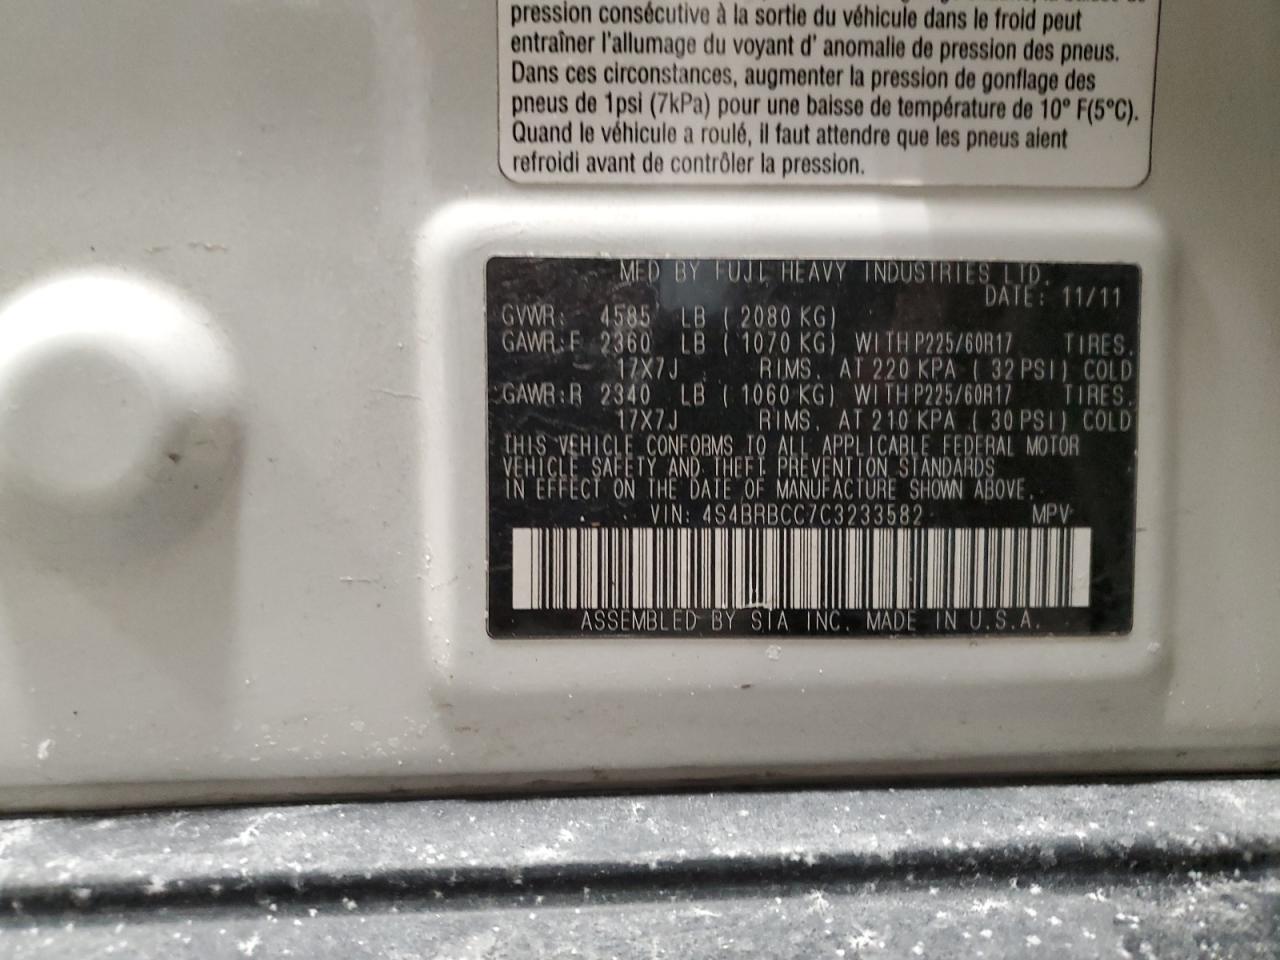 pression consécutive à la sortie du véhicule dans le froid peut
entraîner l'allumage du voyant d' anomalie de pression des pneus.
Dans ces circonstances, augmenter la pression de gonflage des
pneus de 1psi (7kPa) pour une baisse de température de 10° F(5°C).
Quand le véhicule a roulé, il faut attendre que les pneus aient
refroidi avant de contrôler la pression.
MFD BY FUJI HEAVY INDUSTRIES LTD.
DATE: 11/11
GVWR: 4585 LB ( 2080 KG)
GAWR:F 2360 LB ( 1070 KG) WITH P225/60R17 TIRES.
17X7J RIMS. AT 220 KPA ( 32 PSI) COLD
GAWR:R 2340 LB ( 1060 KG) WITH P225/60R17 TIRES.
17X7J RIMS. AT 210 KPA ( 30 PSI) COLD
THIS VEHICLE CONFORMS TO ALL APPLICABLE FEDERAL MOTOR
VEHICLE SAFETY AND THEFT PREVENTION STANDARDS
IN EFFECT ON THE DATE OF MANUFACTURE SHOWN ABOVE.
VIN: 4S4BRBCC7C3233582 MPV
ASSEMBLED BY SIA INC. MADE IN U.S.A.